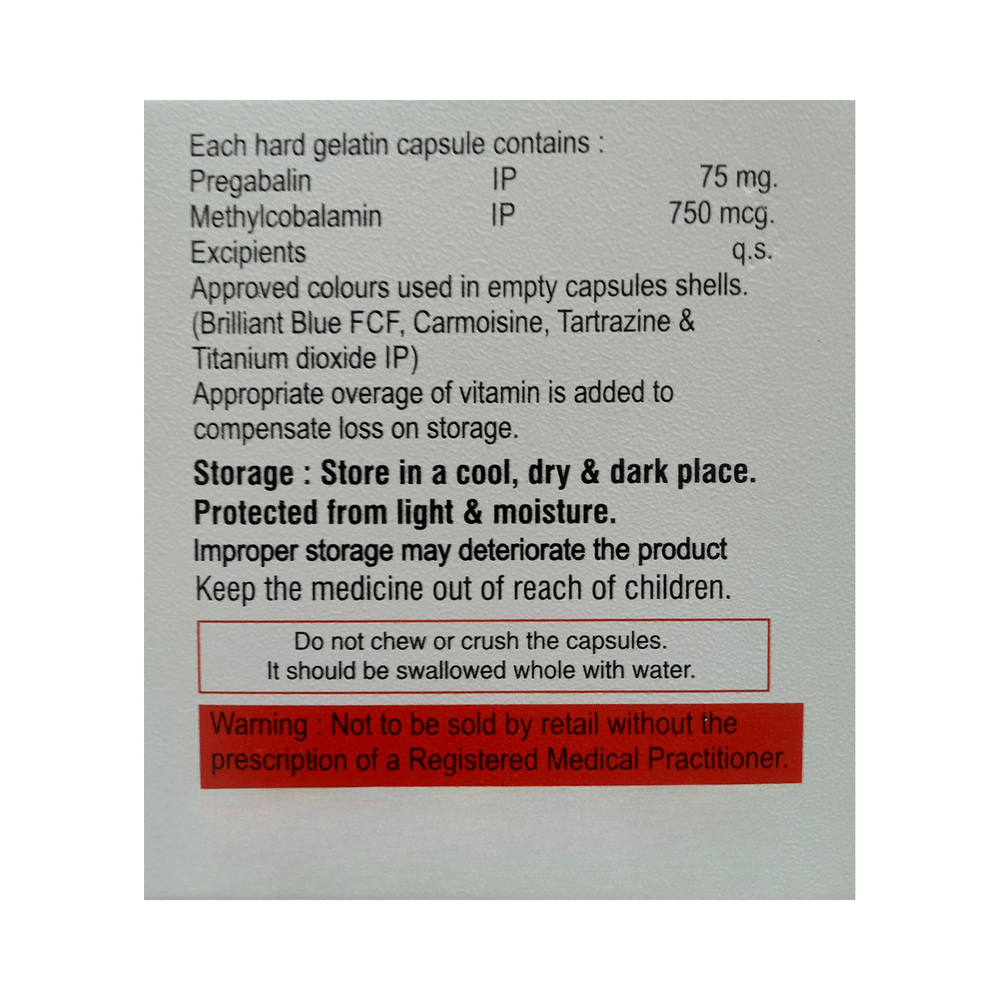 Each hard gelatin capsule contains :
Pregabalin IP 75 mg.
Methylcobalamin IP 750 mcg.
Excipients q.s.
Approved colours used in empty capsules shells.
(Brilliant Blue FCF, Carmoisine, Tartrazine &
Titanium dioxide IP)
Appropriate overage of vitamin is added to
compensate loss on storage.
Storage : Store in a cool, dry & dark place.
Protected from light & moisture.
Improper storage may deteriorate the product
Keep the medicine out of reach of children.
Do not chew or crush the capsules.
It should be swallowed whole with water.
Warning : Not to be sold by retail without the
prescription of a Registered Medical Practitioner.